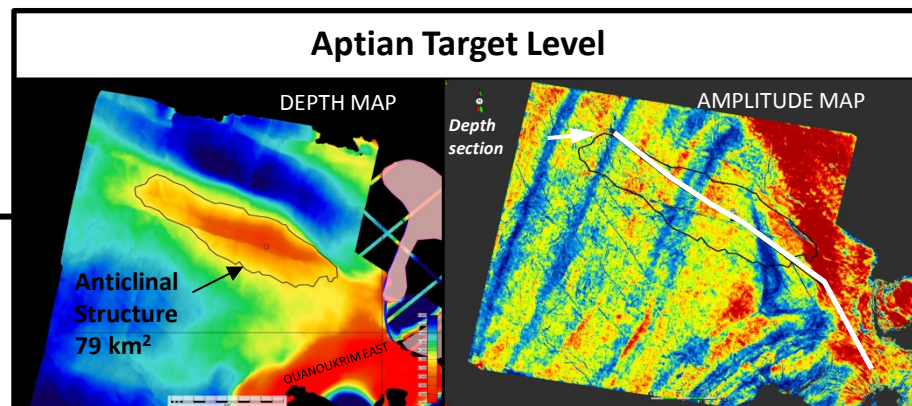 Aptian Target Level
DEPTH MAP
AMPLITUDE MAP
Depth
section
Anticlinal
Structure
79 km²
OUANOUKRIM EAST